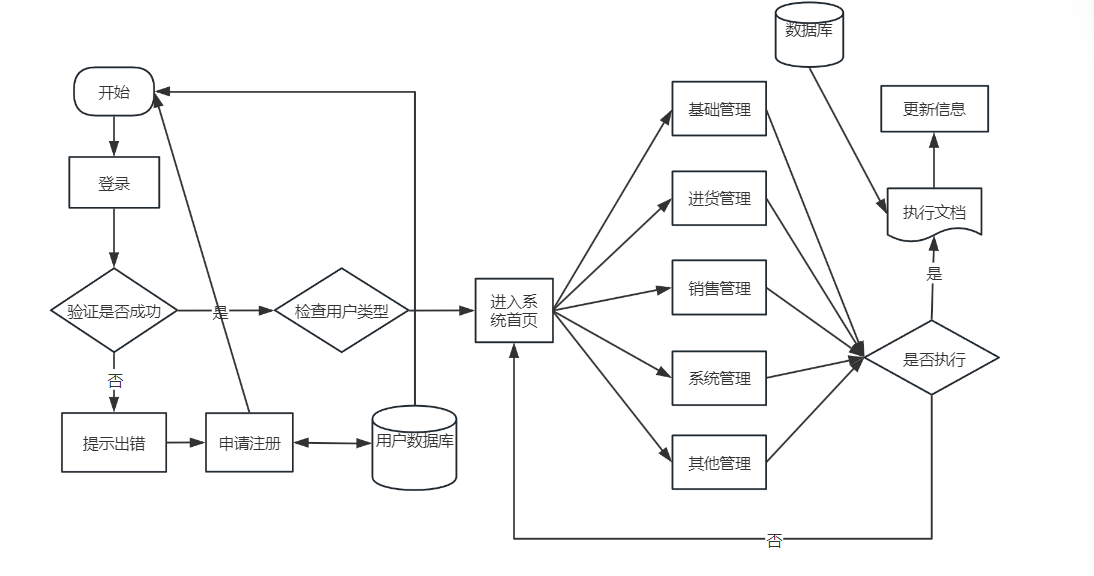 数据库
开始
基础管理
更新信息
登录
进货管理
执行文档
是
验证是否成功
是
检查用户类型
进入系
统首页
销售管理
是否执行
否
系统管理
提示出错
申请注册
用户数据库
其他管理
否